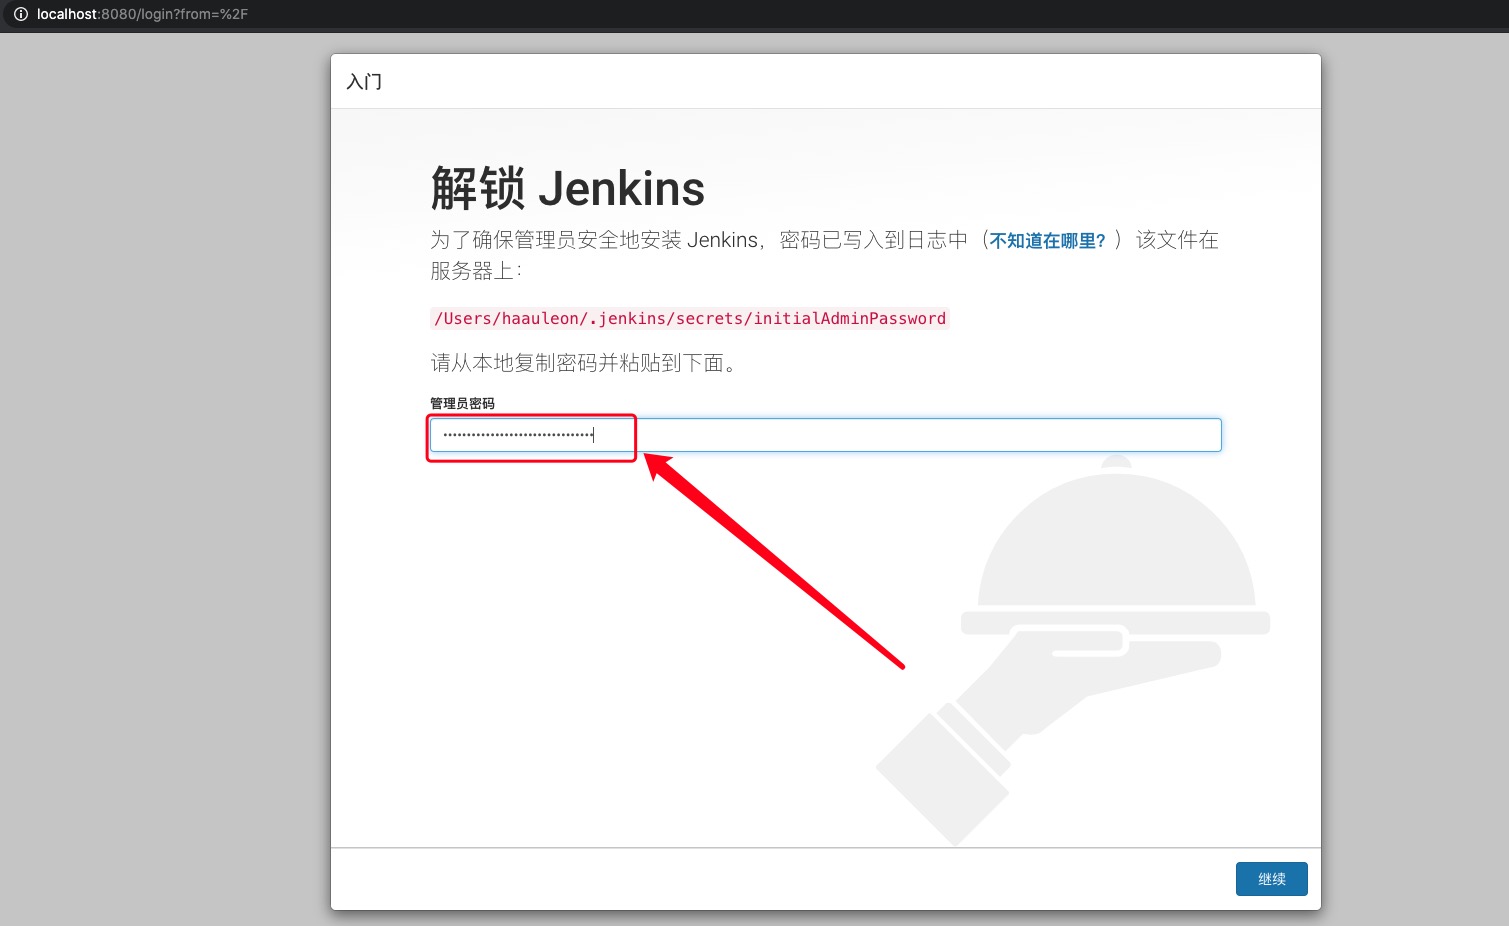 localhost:8080/login?from=%2F
入门
解锁 Jenkins
为了确保管理员安全地安装 Jenkins，密码已写入到日志中（不知道在哪里？）该文件在
服务器上：
/Users/haauleon/.jenkins/secrets/initialAdminPassword
请从本地复制密码并粘贴到下面。
管理员密码
继续